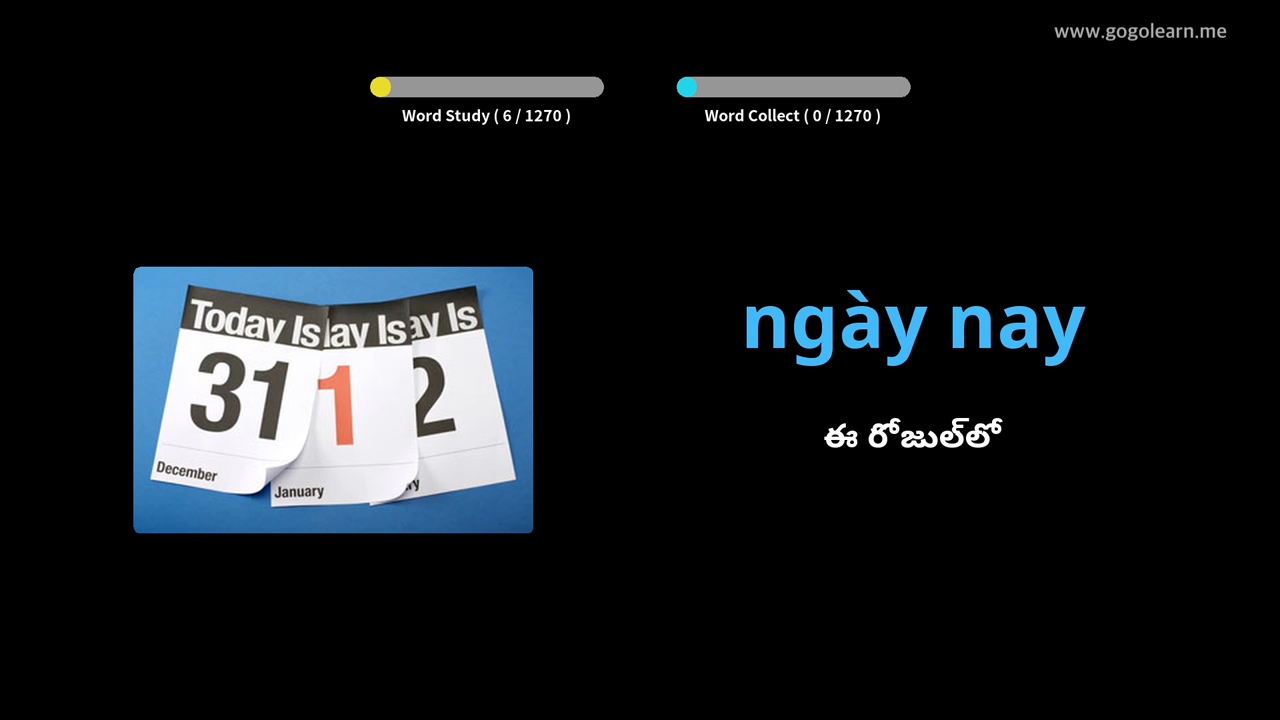 www.gogolearn.me
Word Study ( 6 / 1270 )
Word Collect ( 0 / 1270 )
Today Is
ay Is
ay Is
31
1
2
December
January
ry
ngày nay
ఈ రోజుల్‌లో